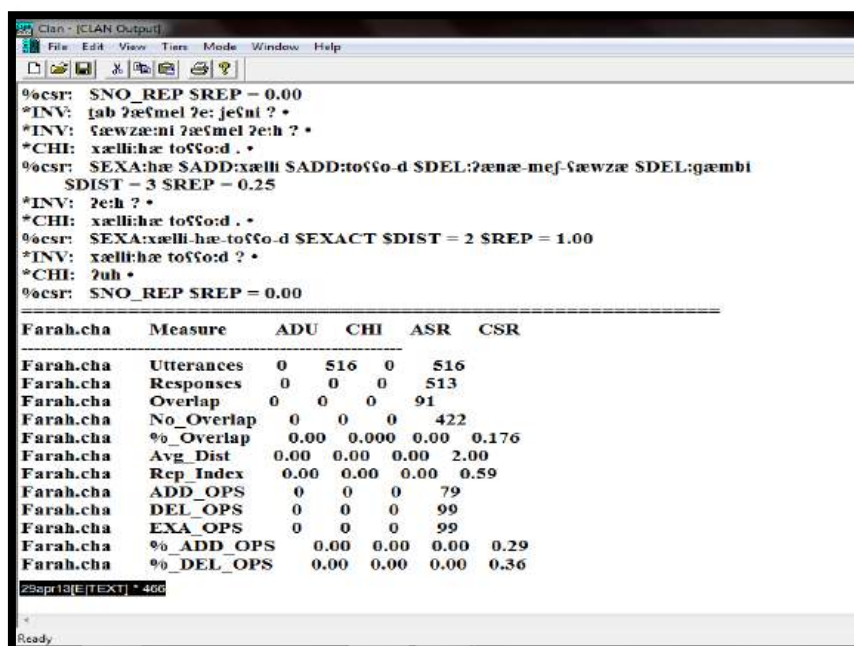 Clan - [CLAN Output]
File Edit View Tiers Mode Window Help
%csr: $NO_REP $REP = 0.00
*INV: ṭab ʔæʕmel ʔe: jeʕni ? •
*INV: ʕæwzæ:ni ʔæʕmel ʔe:h ? •
*CHI: xælli:hæ toʕʕo:d . •
%csr: $EXA:hæ $ADD:xælli $ADD:toʕʕo-d $DEL:ʔænæ-meʃ-ʕæwzæ $DEL:gæmbi
$DIST = 3 $REP = 0.25
*INV: ʔe:h ? •
*CHI: xælli:hæ toʕʕo:d . •
%csr: $EXA:xælli-hæ-toʕʕo-d $EXACT $DIST = 2 $REP = 1.00
*INV: xælli:hæ toʕʕo:d ? •
*CHI: ʔuh •
%csr: $NO_REP $REP = 0.00
Farah.cha Measure ADU CHI ASR CSR
Farah.cha Utterances 0 516 0 516
Farah.cha Responses 0 0 0 513
Farah.cha Overlap 0 0 0 91
Farah.cha No_Overlap 0 0 0 422
Farah.cha %_Overlap 0.00 0.000 0.00 0.176
Farah.cha Avg_Dist 0.00 0.00 0.00 2.00
Farah.cha Rep_Index 0.00 0.00 0.00 0.59
Farah.cha ADD_OPS 0 0 0 79
Farah.cha DEL_OPS 0 0 0 99
Farah.cha EXA_OPS 0 0 0 99
Farah.cha %_ADD_OPS 0.00 0.00 0.00 0.29
Farah.cha %_DEL_OPS 0.00 0.00 0.00 0.36
29apr13[E|TEXT] * 466
Ready